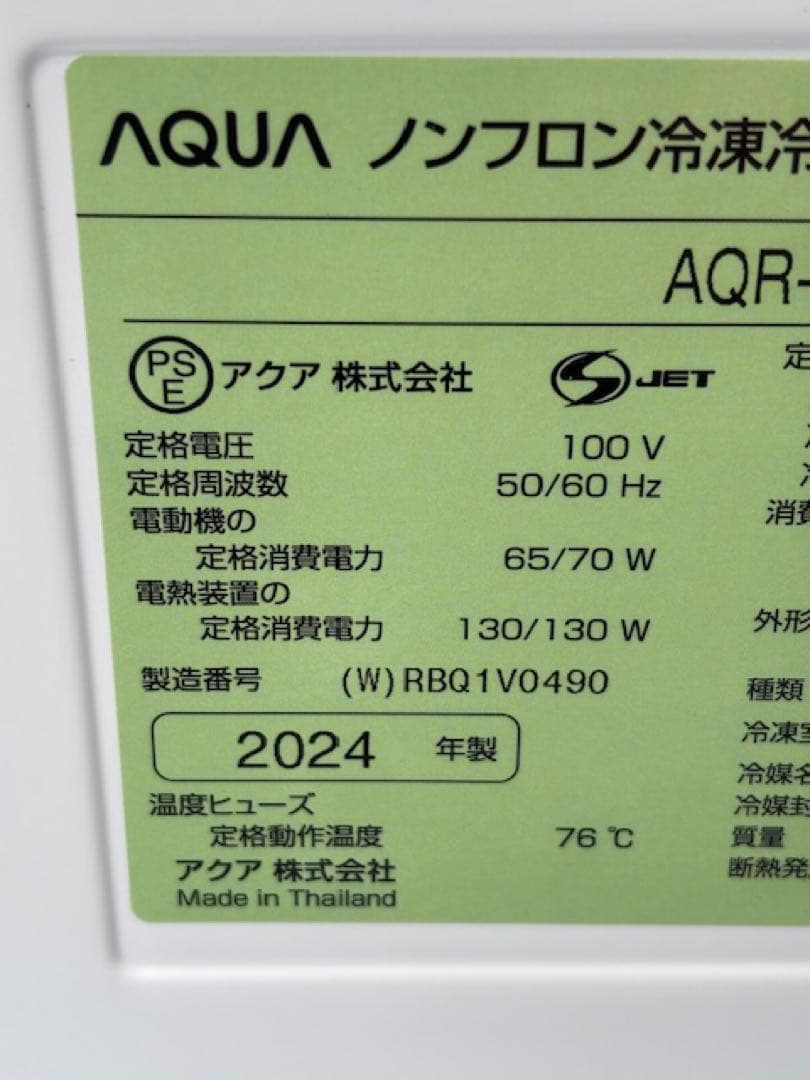 AQUA ノンフロン冷凍冷
AQR-
PSE アクア 株式会社
JET
定格電圧 100 V
定格周波数 50/60 Hz
電動機の
定格消費電力 65/70 W
電熱装置の
定格消費電力 130/130 W
製造番号 (W)RBQ1V0490
2024 年製
温度ヒューズ
定格動作温度 76 ℃
アクア 株式会社
Made in Thailand
定
消費
外形
種類
冷凍室
冷媒名
冷媒封
質量
断熱発